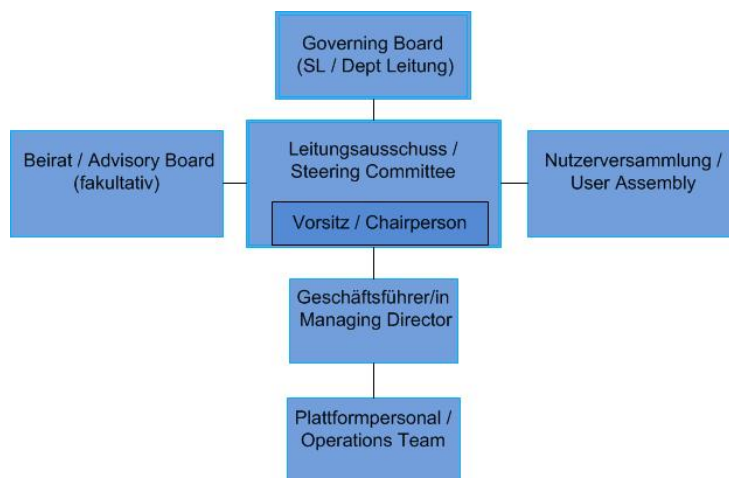 Governing Board
(SL / Dept Leitung)
Beirat / Advisory Board
(fakultativ)
Leitungsausschuss /
Steering Committee
Vorsitz / Chairperson
Nutzerversammlung /
User Assembly
Geschäftsführer/in
Managing Director
Plattformpersonal /
Operations Team